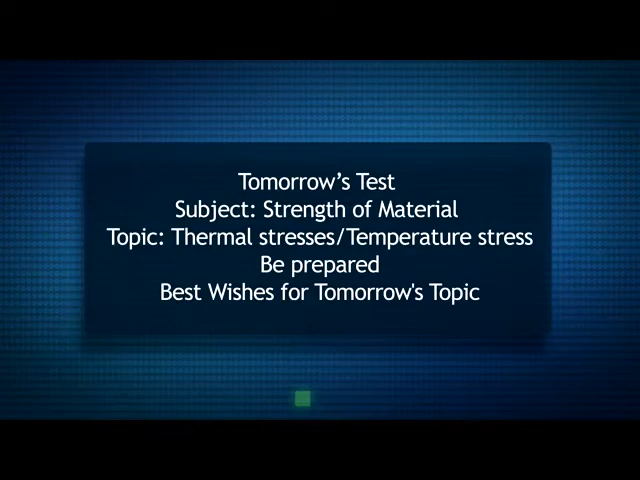 Tomorrow’s Test
Subject: Strength of Material
Topic: Thermal stresses/Temperature stress
Be prepared
Best Wishes for Tomorrow's Topic